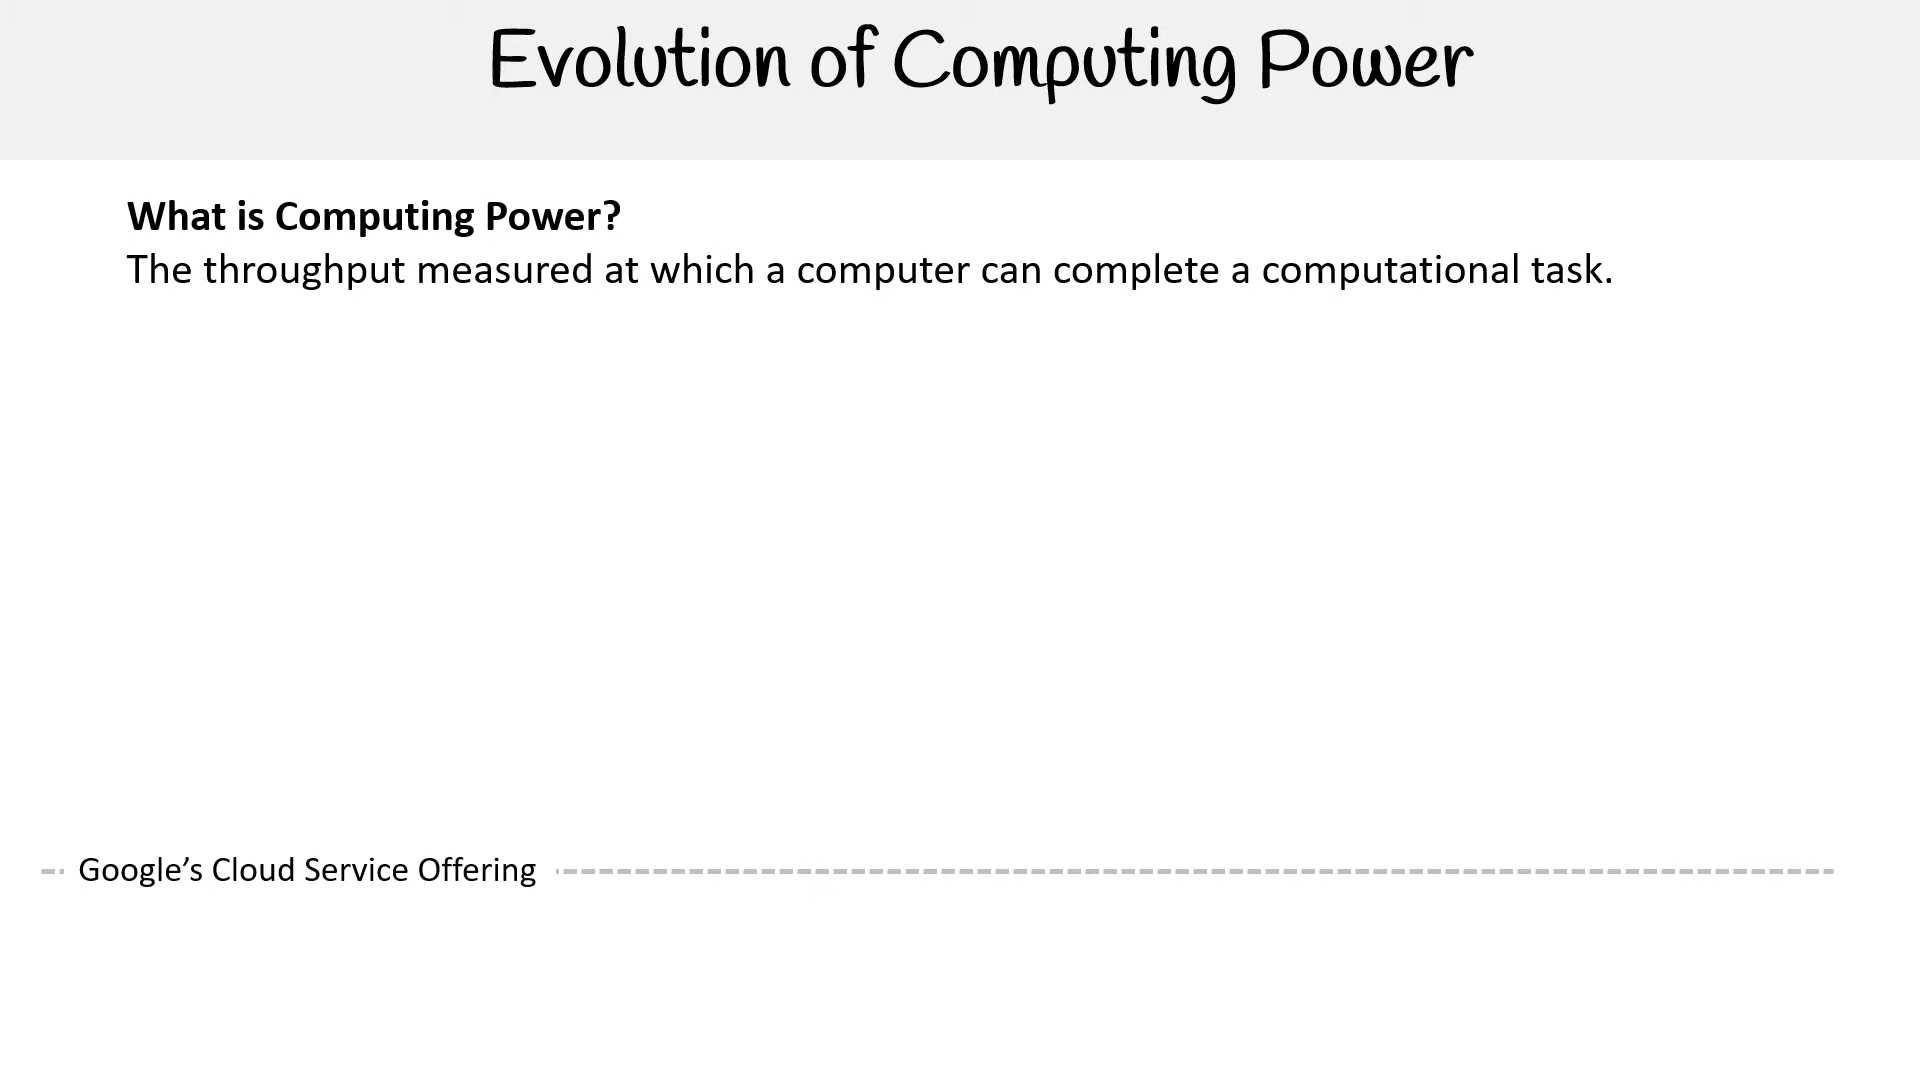 Evolution of Computing Power
What is Computing Power?
The throughput measured at which a computer can complete a computational task.
Google’s Cloud Service Offering